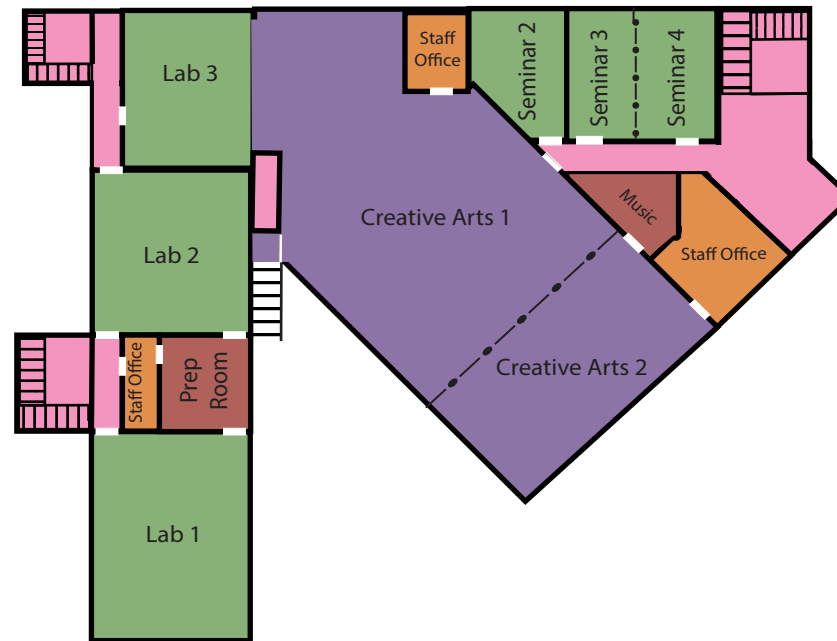 Lab 3
Staff
Office
Seminar 2
Seminar 3
Seminar 4
Creative Arts 1
Music
Lab 2
Staff Office
Staff Office
Prep
Room
Creative Arts 2
Lab 1